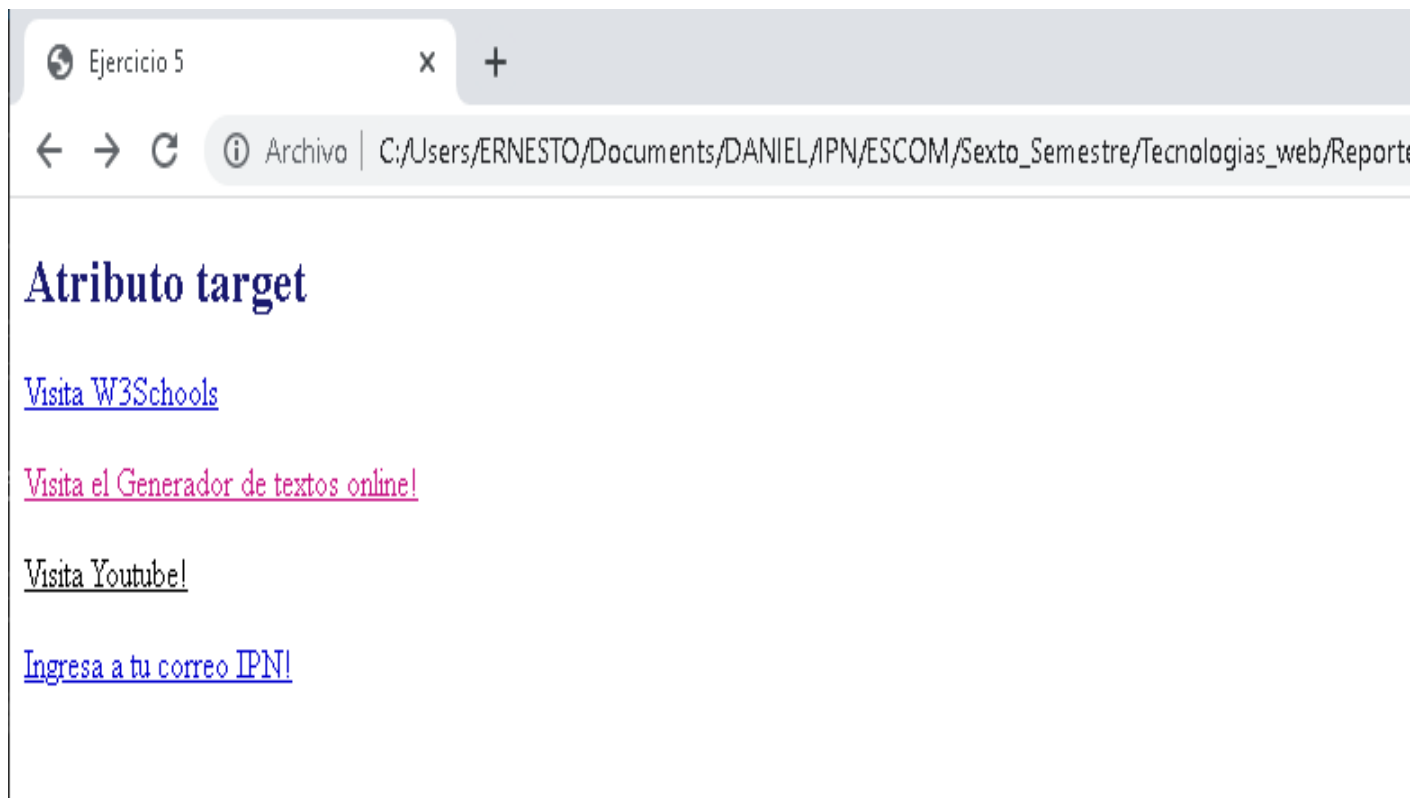 Ejercicio 5
Archivo C:/Users/ERNESTO/Documents/DANIEL/IPN/ESCOM/Sexto_Semestre/Tecnologias_web/Reporte
Atributo target
Visita W3Schools
Visita el Generador de textos online!
Visita Youtube!
Ingresa a tu correo IPN!